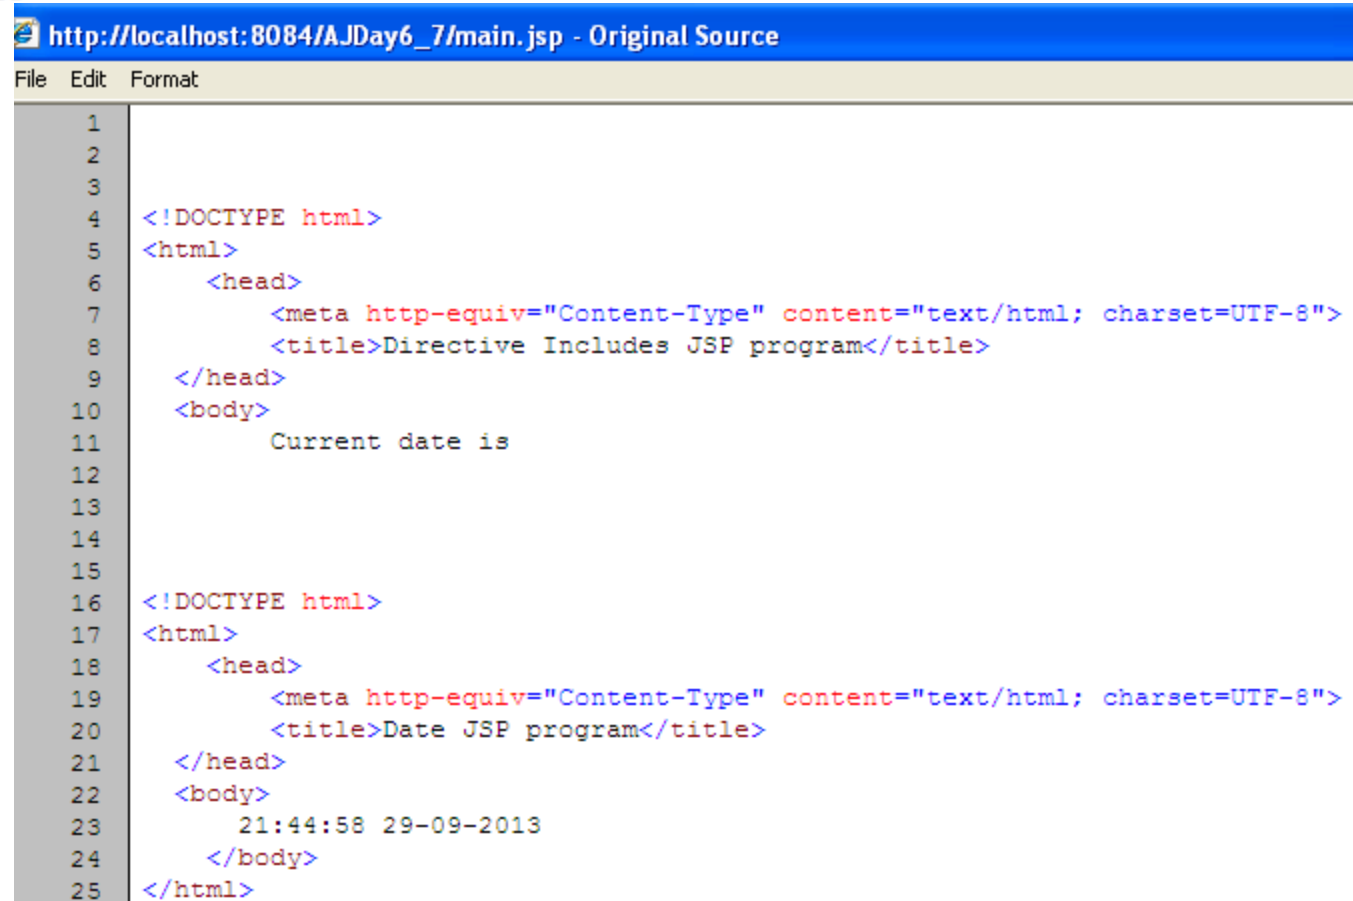 http://localhost:8084/AJDay6_7/main.jsp - Original Source
File Edit Format
1
2
3
4 <!DOCTYPE html>
5 <html>
6 <head>
7 <meta http-equiv="Content-Type" content="text/html; charset=UTF-8">
8 <title>Directive Includes JSP program</title>
9 </head>
10 <body>
11 Current date is
12
13
14
15
16 <!DOCTYPE html>
17 <html>
18 <head>
19 <meta http-equiv="Content-Type" content="text/html; charset=UTF-8">
20 <title>Date JSP program</title>
21 </head>
22 <body>
23 21:44:58 29-09-2013
24 </body>
25 </html>